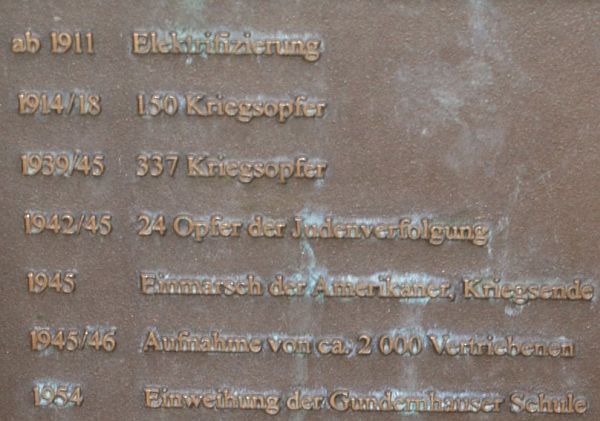 ab 1911 Elektrifizierung
1914/18 150 Kriegsopfer
1939/45 337 Kriegsopfer
1942/45 24 Opfer der Judenverfolgung
1945 Einmarsch der Amerikaner, Kriegsende
1945/46 Aufnahme von ca. 2 000 Vertriebenen
1954 Einweihung der Gundernhäuser Schule